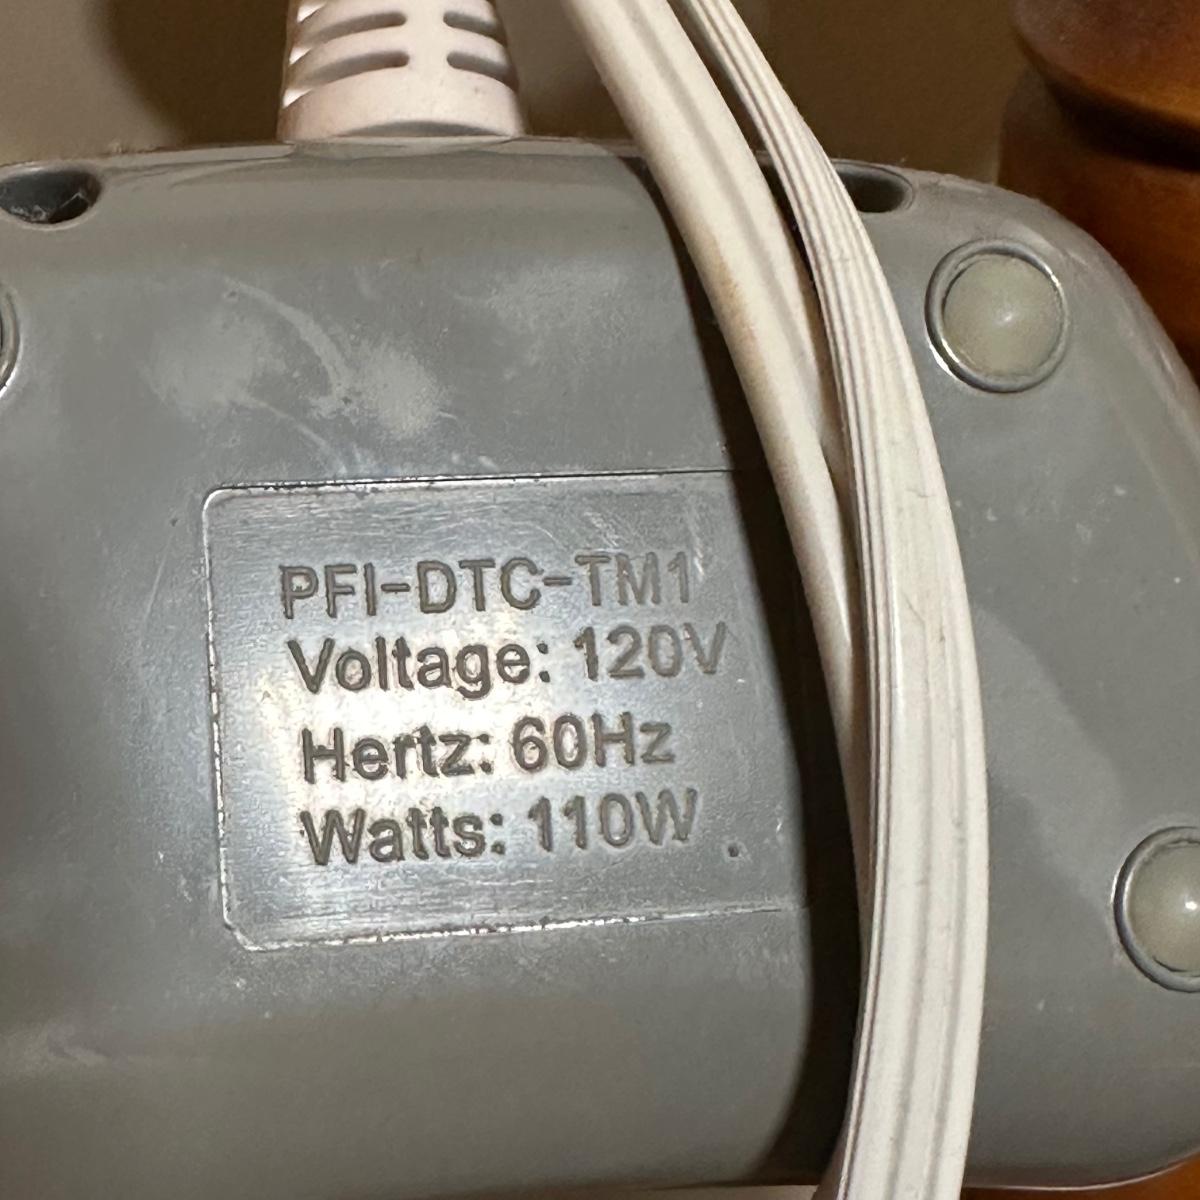 PFI-DTC-TM1
Voltage: 120V
Hertz: 60Hz
Watts: 110W